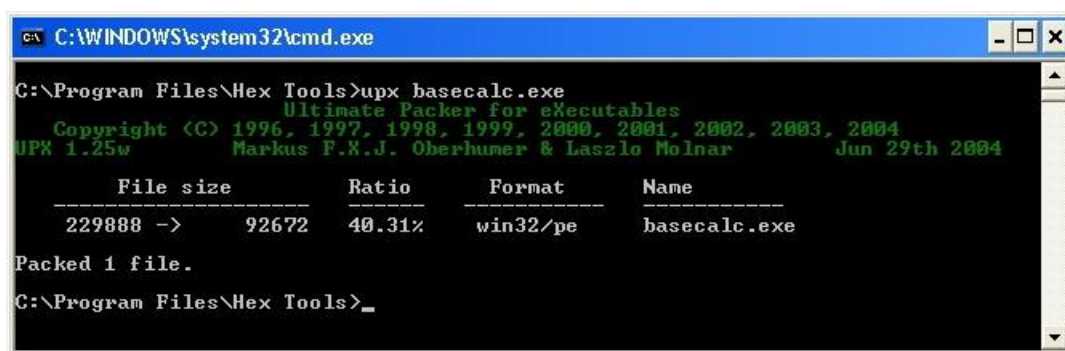 C:\WINDOWS\system32\cmd.exe
C:\Program Files\Hex Tools>upx basecalc.exe
Ultimate Packer for eXecutables
Copyright (C) 1996, 1997, 1998, 1999, 2000, 2001, 2002, 2003, 2004
UPX 1.25w Markus F.X.J. Oberhumer & Laszlo Molnar Jun 29th 2004
File size Ratio Format Name
-------------------- ------ ----------- -----------
229888 -> 92672 40.31% win32/pe basecalc.exe
Packed 1 file.
C:\Program Files\Hex Tools>_